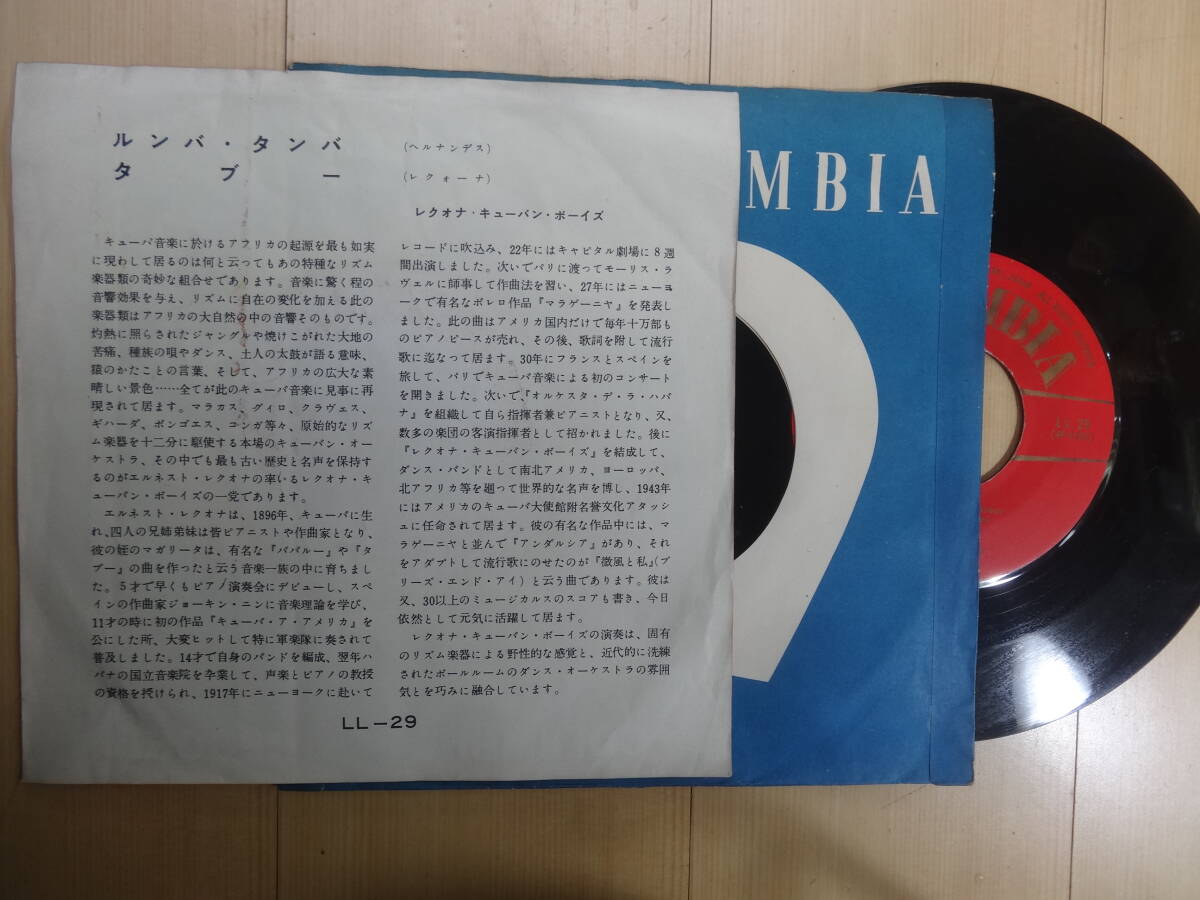 ルンバ・タンバ (ヘルナンデス)
タブー (レクォーナ)
レクオナ・キューバン・ボーイズ
キューバ音楽に於けるアフリカの起源を最も如実
に現わして居るのは何と云ってもあの特種なリズム
楽器類の奇妙な組合せであります。音楽に驚く程の
音響効果を与え、リズムに自在の変化を加える此の
楽器類はアフリカの大自然の中の音響そのものです。
灼熱に照らされたジャングルや焼けこがれた大地の
苦痛、種族の唄やダンス、土人の太鼓が語る意味、
猿のかたことの言葉、そして、アフリカの広大な素
晴しい景色……全てが此のキューバ音楽に見事に再
現されて居ます。マラカス、グィロ、クラヴェス、
ギハーダ、ボンゴエス、コンガ等々、原始的なリズ
ム楽器を十二分に駆使する本場のキューバン・オー
ケストラ、その中でも最も古い歴史と名声を保持す
るのがエルネスト・レクオナの率いるレクオナ・キ
ューバン・ボーイズの一党であります。
エルネスト・レクオナは、1896年、キューバに生
れ、四人の兄姉弟妹は皆ピアニストや作曲家となり、
彼の姪のマガリータは、有名な『ババルー』や『タ
ブー』の曲を作ったと云う音楽一族の中に育ちまし
た。5才で早くもピアノ演奏会にデビューし、スペ
インの作曲家ジョーキン・ニンに音楽理論を学び、
11才の時に初の作品『キューバ・ア・アメリカ』を
公にした所、大変ヒットして特に軍楽隊に奏されて
普及しました。14才で自身のバンドを編成、翌年ハ
バナの国立音楽院を卒業して、声楽とピアノの教授
の資格を授けられ、1917年にニューヨークに赴いて
レコードに吹込み、22年にはキャピタル劇場に8週
間出演しました。次いでパリに渡ってモーリス・ラ
ヴェルに師事して作曲法を習い、27年にはニューヨ
ークで有名なボレロ作品『マラゲーニャ』を発表し
ました。此の曲はアメリカ国内だけで毎年十万部も
のピアノピースが売れ、その後、歌詞を附して流行
歌に迄なって居ます。30年にフランスとスペインを
旅して、パリでキューバ音楽による初のコンサート
を開きました。次いで『オルケスタ・デ・ラ・ハバ
ナ』を組織して自ら指揮者兼ピアニストとなり、又、
数多の楽団の客演指揮者として招かれました。後に
『レクオナ・キューバン・ボーイズ』を結成して、
ダンス・バンドとして南北アメリカ、ヨーロッパ、
北アフリカ等を廻って世界的な名声を博し、1943年
にはアメリカのキューバ大使館附名誉文化アタッシ
ュに任命されて居ます。彼の有名な作品中には、マ
ラゲーニャと並んで『アンダルシア』があり、それ
をアダプトして流行歌にのせたのが『微風と私』(ブ
リーズ・エンド・アイ)と云う曲であります。彼は
又、30以上のミュージカルスのスコアも書き、今日
依然として元気に活躍して居ます。
レクオナ・キューバン・ボーイズの演奏は、固有
のリズム楽器による野性的な感覚と、近代的に洗練
されたボールルームのダンス・オーケストラの雰囲
気とを巧みに融合しています。
LL-29
MBIA
MBIA
LL 29